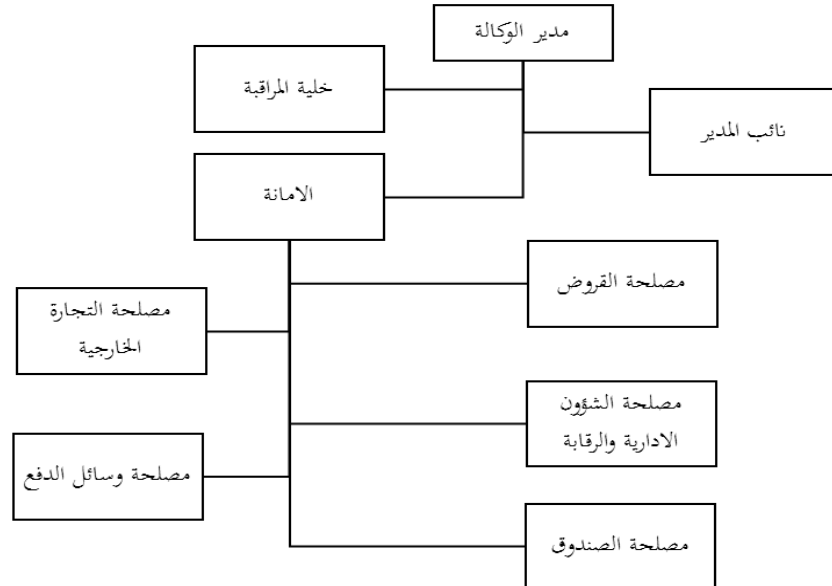 مدير الوكالة
خلية المراقبة
نائب المدير
الامانة
مصلحة القروض
مصلحة التجارة
الخارجية
مصلحة الشؤون
الادارية والرقابة
مصلحة وسائل الدفع
مصلحة الصندوق